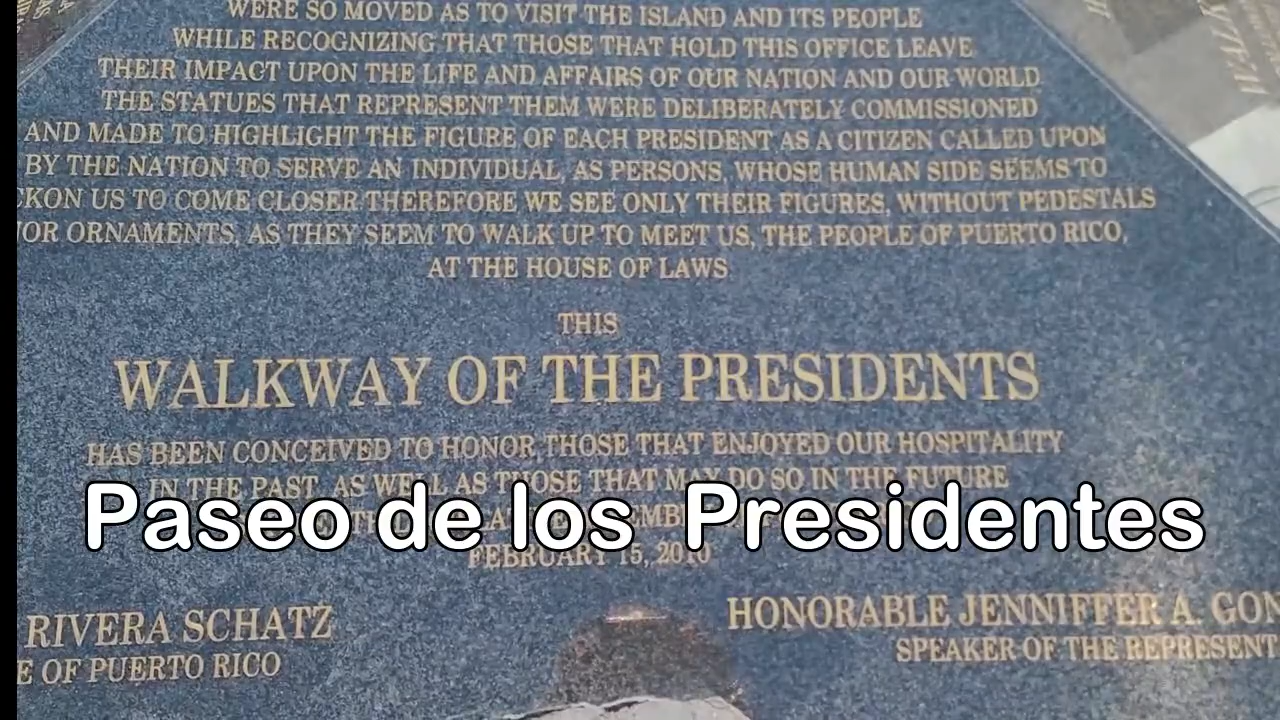 WERE SO MOVED AS TO VISIT THE ISLAND AND ITS PEOPLE
WHILE RECOGNIZING THAT THOSE THAT HOLD THIS OFFICE LEAVE
THEIR IMPACT UPON THE LIFE AND AFFAIRS OF OUR NATION AND OUR WORLD
THE STATUES THAT REPRESENT THEM WERE DELIBERATELY COMMISSIONED
AND MADE TO HIGHLIGHT THE FIGURE OF EACH PRESIDENT AS A CITIZEN CALLED UPON
BY THE NATION TO SERVE AN INDIVIDUAL, AS PERSONS, WHOSE HUMAN SIDE SEEMS TO
CKON US TO COME CLOSER THEREFORE WE SEE ONLY THEIR FIGURES, WITHOUT PEDESTALS
OR ORNAMENTS, AS THEY SEEM TO WALK UP TO MEET US, THE PEOPLE OF PUERTO RICO,
AT THE HOUSE OF LAWS
THIS
WALKWAY OF THE PRESIDENTS
HAS BEEN CONCEIVED TO HONOR THOSE THAT ENJOYED OUR HOSPITALITY
IN THE PAST, AS WELL AS THOSE THAT MAY DO SO IN THE FUTURE
Paseo de los Presidentes
FEBRUARY 15, 2010
RIVERA SCHATZ
E OF PUERTO RICO
HONORABLE JENNIFFER A. GON
SPEAKER OF THE REPRESENT